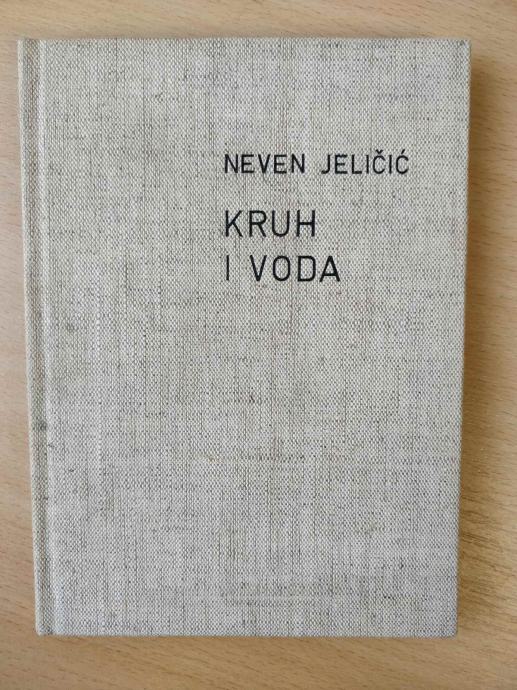 NEVEN JELIČIĆ
KRUH
I VODA